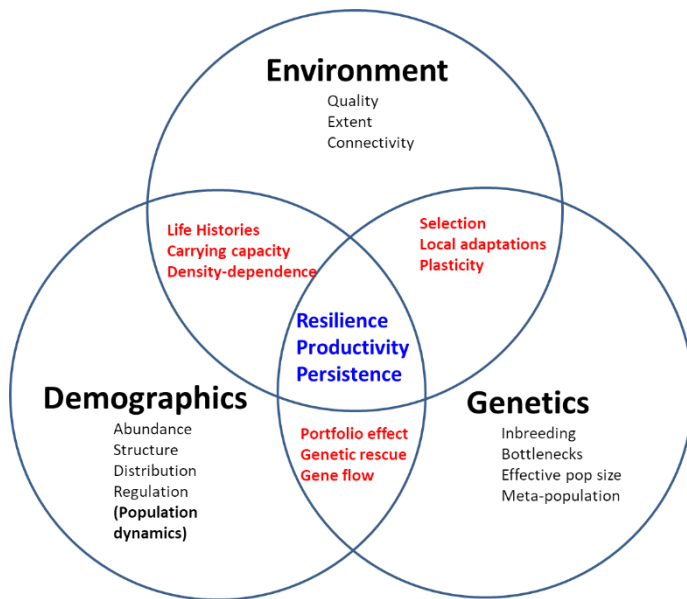 Environment
Quality
Extent
Connectivity
Life Histories
Carrying capacity
Density-dependence
Selection
Local adaptations
Plasticity
Resilience
Productivity
Persistence
Demographics
Abundance
Structure
Distribution
Regulation
(Population
dynamics)
Portfolio effect
Genetic rescue
Gene flow
Genetics
Inbreeding
Bottlenecks
Effective pop size
Meta-population